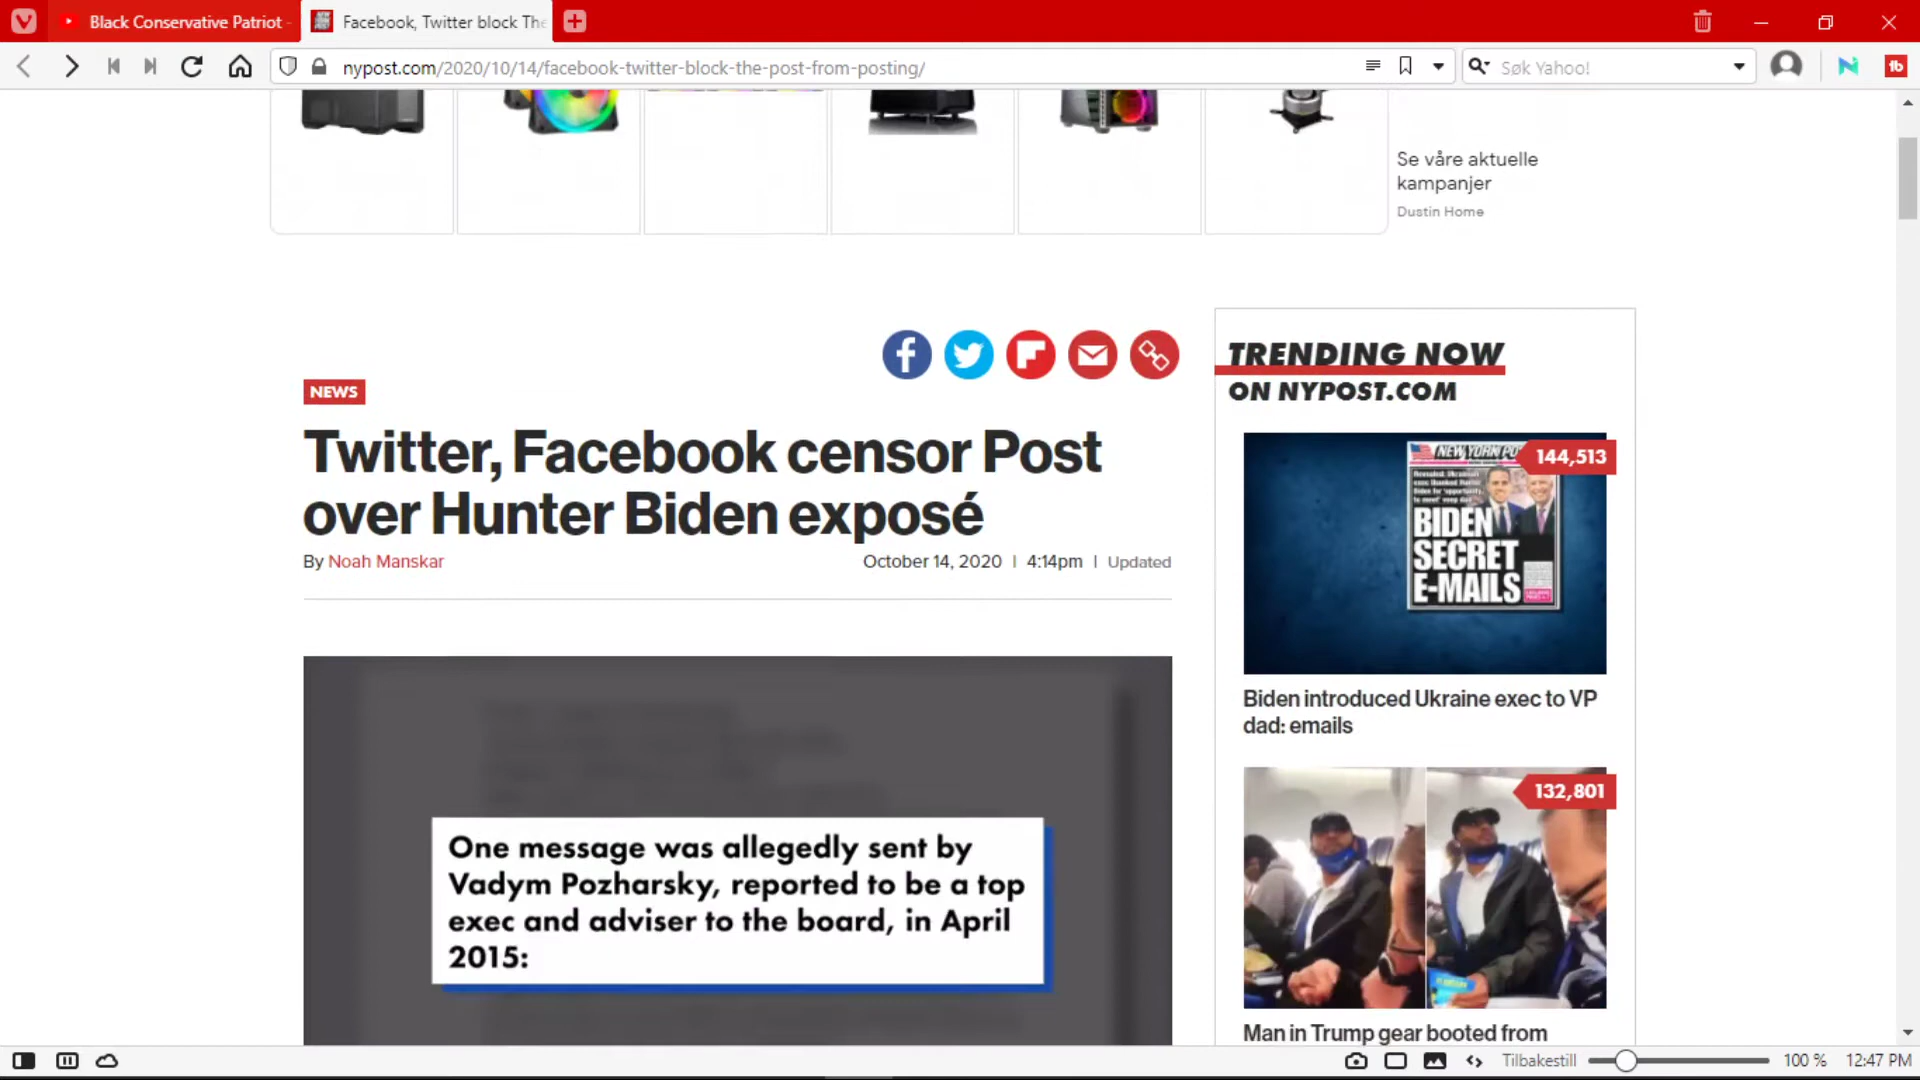 Black Conservative Patriot -
Facebook, Twitter block The
nypost.com/2020/10/14/facebook-twitter-block-the-post-from-posting/
Søk Yahoo!
Se våre aktuelle
kampanjer
Dustin Home
NEWS
Twitter, Facebook censor Post
over Hunter Biden exposé
By Noah Manskar
October 14, 2020 | 4:14pm | Updated
One message was allegedly sent by
Vadym Pozharsky, reported to be a top
exec and adviser to the board, in April
2015:
TRENDING NOW
ON NYPOST.COM
144,513
NEW YORK PO
BIDEN
SECRET
E-MAILS
Biden introduced Ukraine exec to VP
dad: emails
132,801
Man in Trump gear booted from
Tilbakestill
100 %
12:47 PM